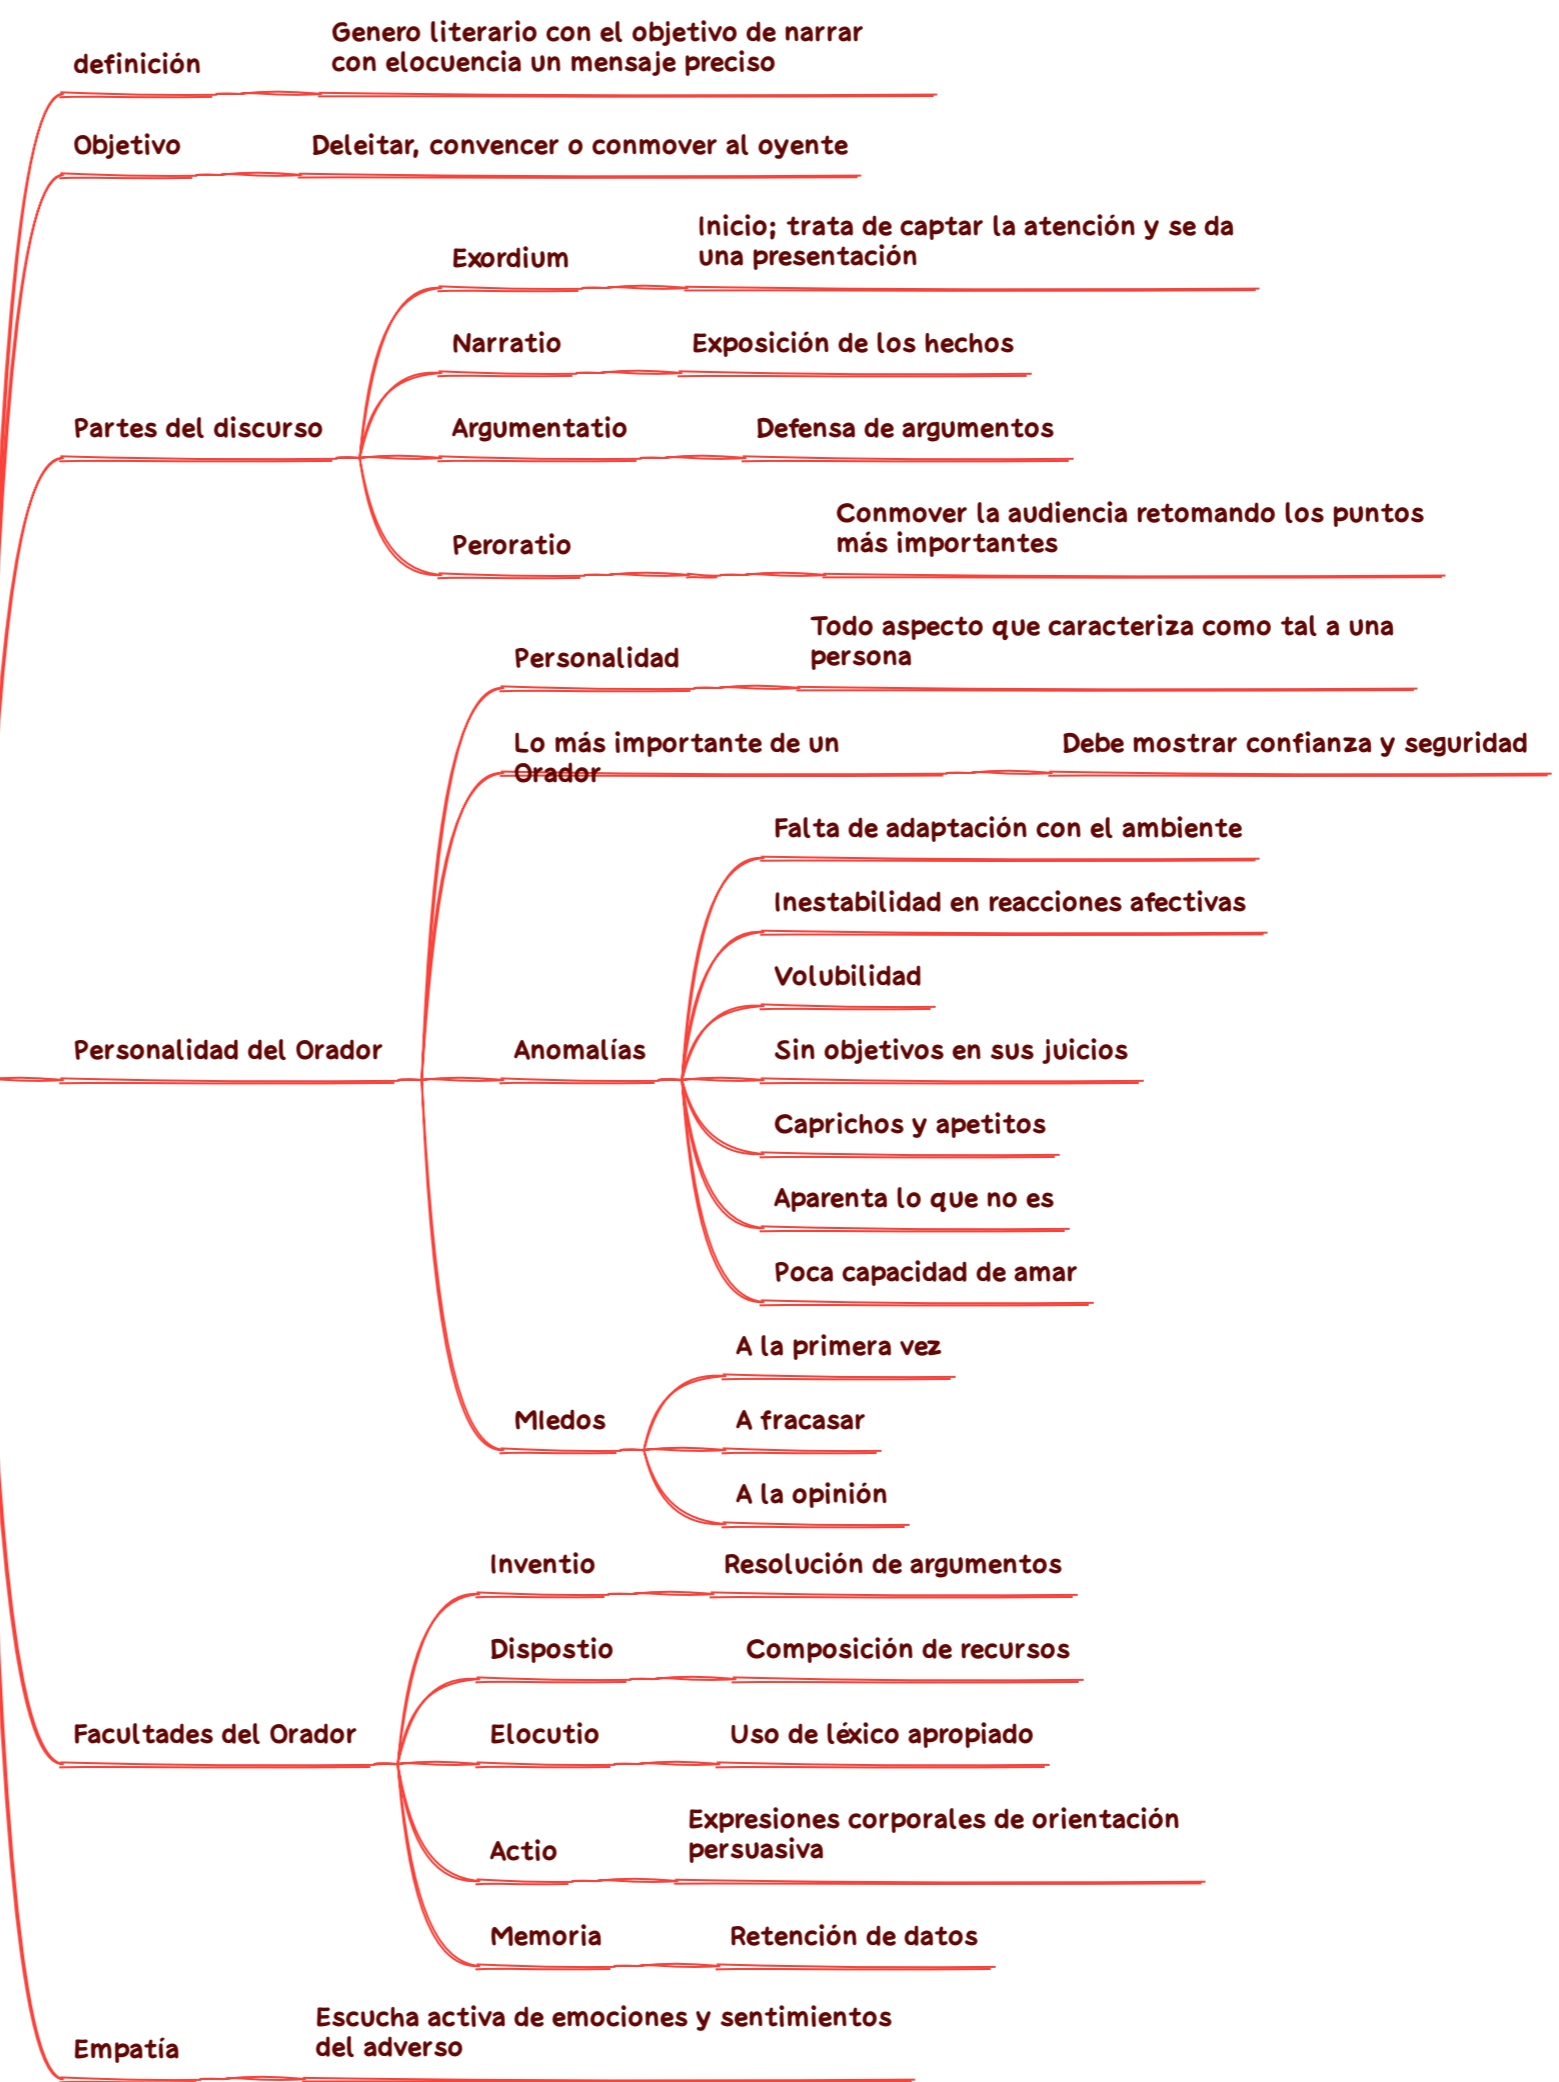 Genero literario con el objetivo de narrar
con elocuencia un mensaje preciso
definición
Objetivo
Deleitar, convencer o conmover al oyente
Inicio; trata de captar la atención y se da
una presentación
Exordium
Narratio
Exposición de los hechos
Partes del discurso
Argumentatio
Defensa de argumentos
Conmover la audiencia retomando los puntos
más importantes
Peroratio
Todo aspecto que caracteriza como tal a una
persona
Personalidad
Lo más importante de un
Orador
Debe mostrar confianza y seguridad
Falta de adaptación con el ambiente
Inestabilidad en reacciones afectivas
Volubilidad
Personalidad del Orador
Anomalías
Sin objetivos en sus juicios
Caprichos y apetitos
Aparenta lo que no es
Poca capacidad de amar
A la primera vez
MIedos
A fracasar
A la opinión
Inventio
Resolución de argumentos
Dispostio
Composición de recursos
Facultades del Orador
Elocutio
Uso de léxico apropiado
Expresiones corporales de orientación
persuasiva
Actio
Memoria
Retención de datos
Escucha activa de emociones y sentimientos
del adverso
Empatía